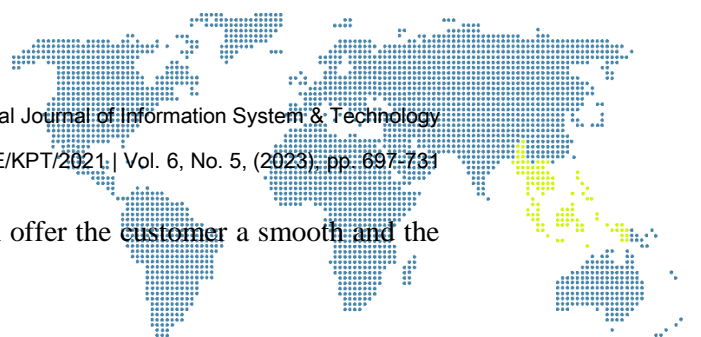 al Journal of Information System & Technology
E/KPT/2021 | Vol. 6, No. 5, (2023), pp. 697-731
offer the customer a smooth and the